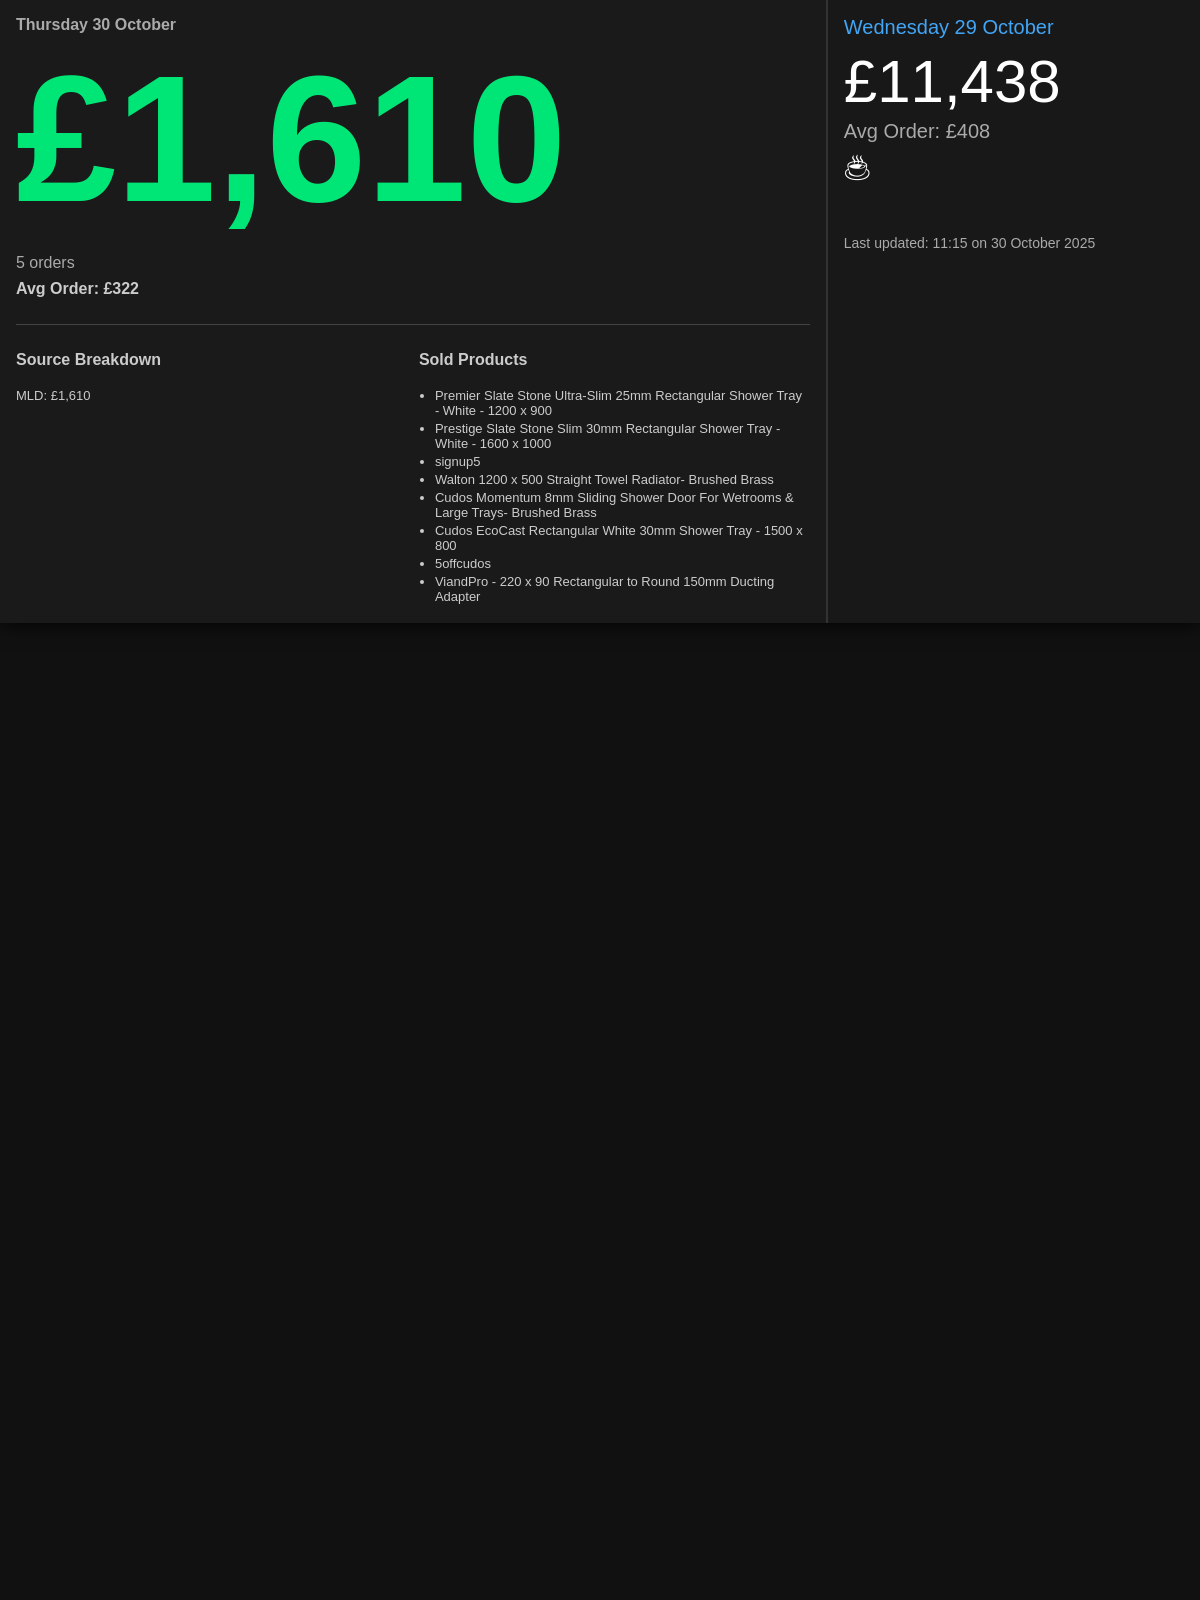 Thursday 30 October
£1,610
5 orders
Avg Order: £322
Source Breakdown
MLD: £1,610
Sold Products
Premier Slate Stone Ultra-Slim 25mm Rectangular Shower Tray
- White - 1200 x 900
Prestige Slate Stone Slim 30mm Rectangular Shower Tray -
White - 1600 x 1000
signup5
Walton 1200 x 500 Straight Towel Radiator- Brushed Brass
Cudos Momentum 8mm Sliding Shower Door For Wetrooms &
Large Trays- Brushed Brass
Cudos EcoCast Rectangular White 30mm Shower Tray - 1500 x
800
5offcudos
ViandPro - 220 x 90 Rectangular to Round 150mm Ducting
Adapter
Wednesday 29 October
£11,438
Avg Order: £408
Last updated: 11:15 on 30 October 2025